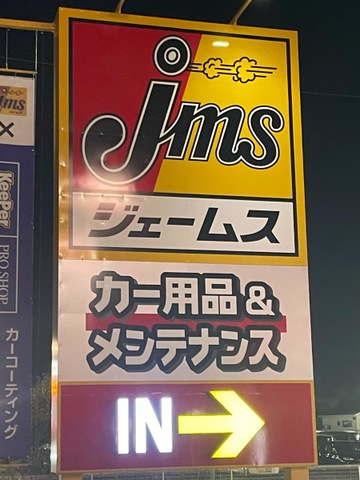 jms
ジェームス
カー用品&
メンテナンス
IN→
jms
×
KeePer
PRO SHOP
カーコーティング